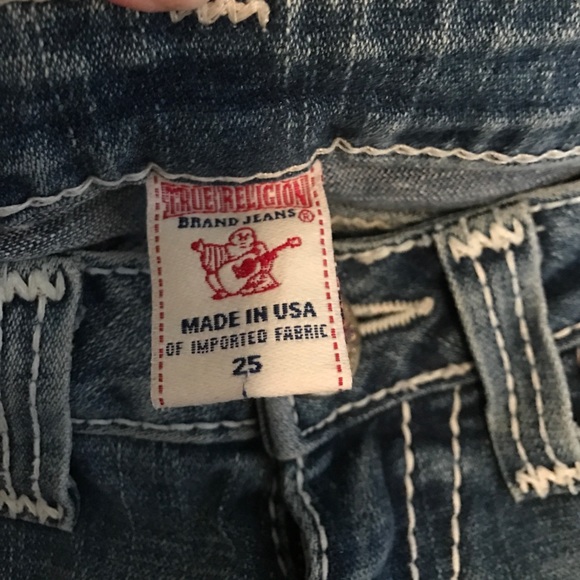 TRUE RELIGION
BRAND JEANS®
MADE IN USA
OF IMPORTED FABRIC
25